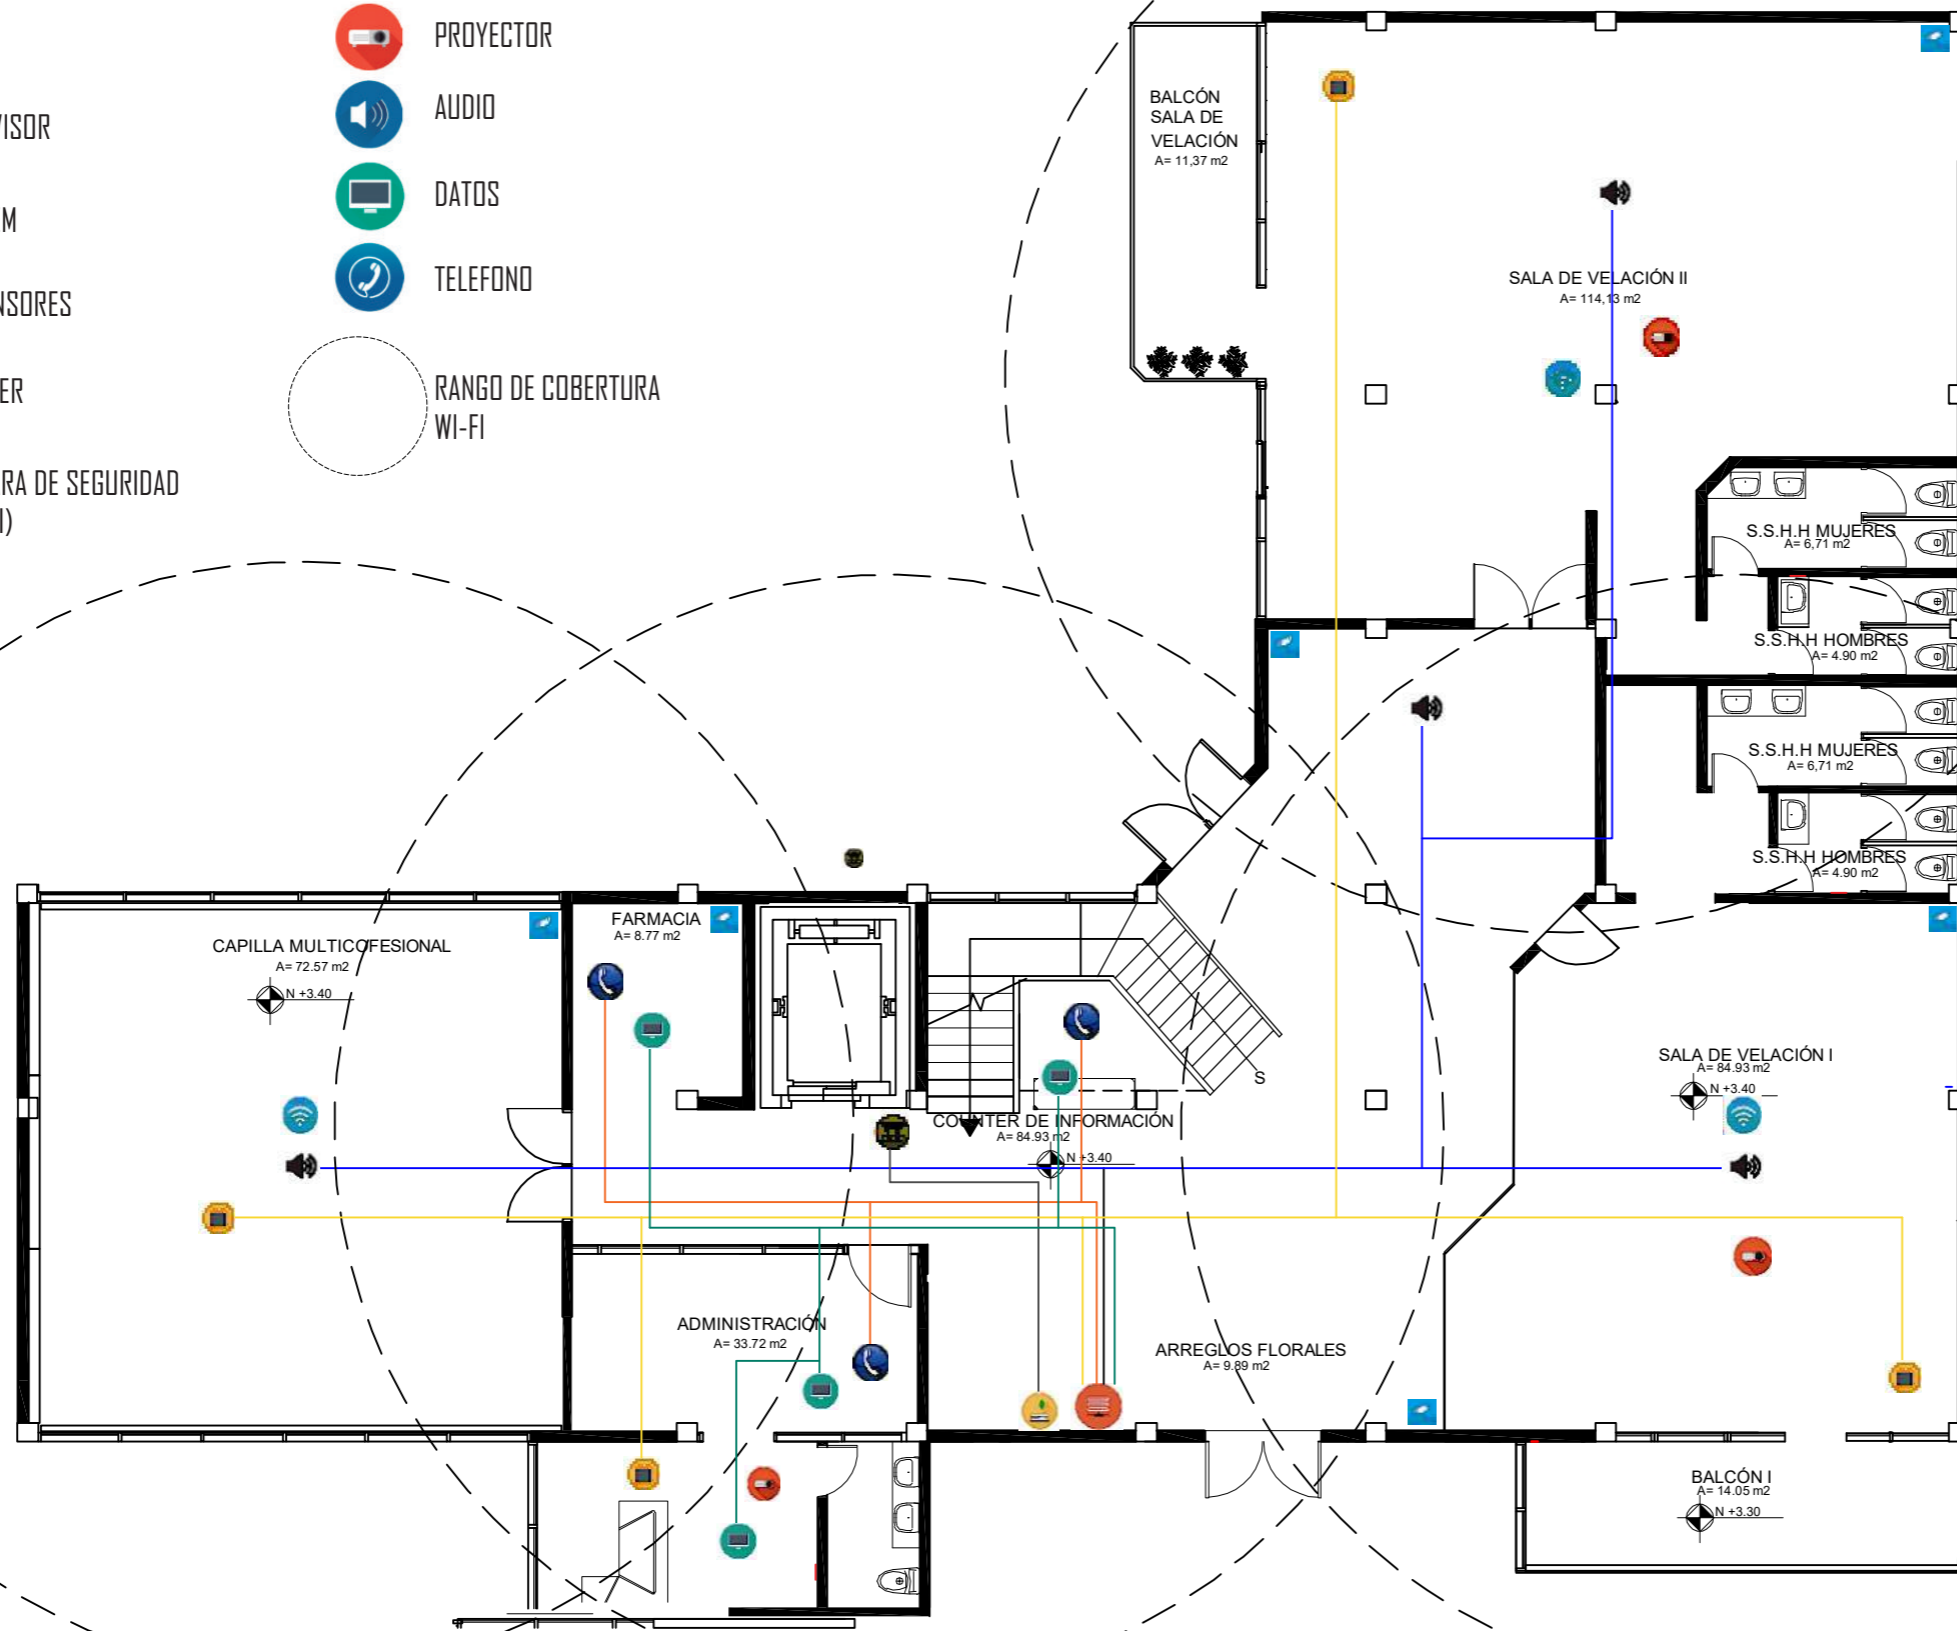 PROYECTOR
AUDIO
DATOS
TELEFONO
RANGO DE COBERTURA
WI-FI
VISOR
M
NSORES
ER
RA DE SEGURIDAD
BALCÓN
SALA DE
VELACIÓN
A= 11,37 m2
SALA DE VELACIÓN II
A= 114,13 m2
S.S.H.H MUJERES
A= 6,71 m2
S.S.H.H HOMBRES
A= 4.90 m2
S.S.H.H MUJERES
A= 6,71 m2
S.S.H.H HOMBRES
A= 4.90 m2
CAPILLA MULTICOFESIONAL
A= 72.57 m2
N +3.40
FARMACIA
A= 8.77 m2
S
COUNTER DE INFORMACIÓN
A= 84.93 m2
N +3.40
SALA DE VELACIÓN I
A= 84.93 m2
N +3.40
ADMINISTRACIÓN
A= 33.72 m2
ARREGLOS FLORALES
A= 9.89 m2
BALCÓN I
A= 14.05 m2
N +3.30